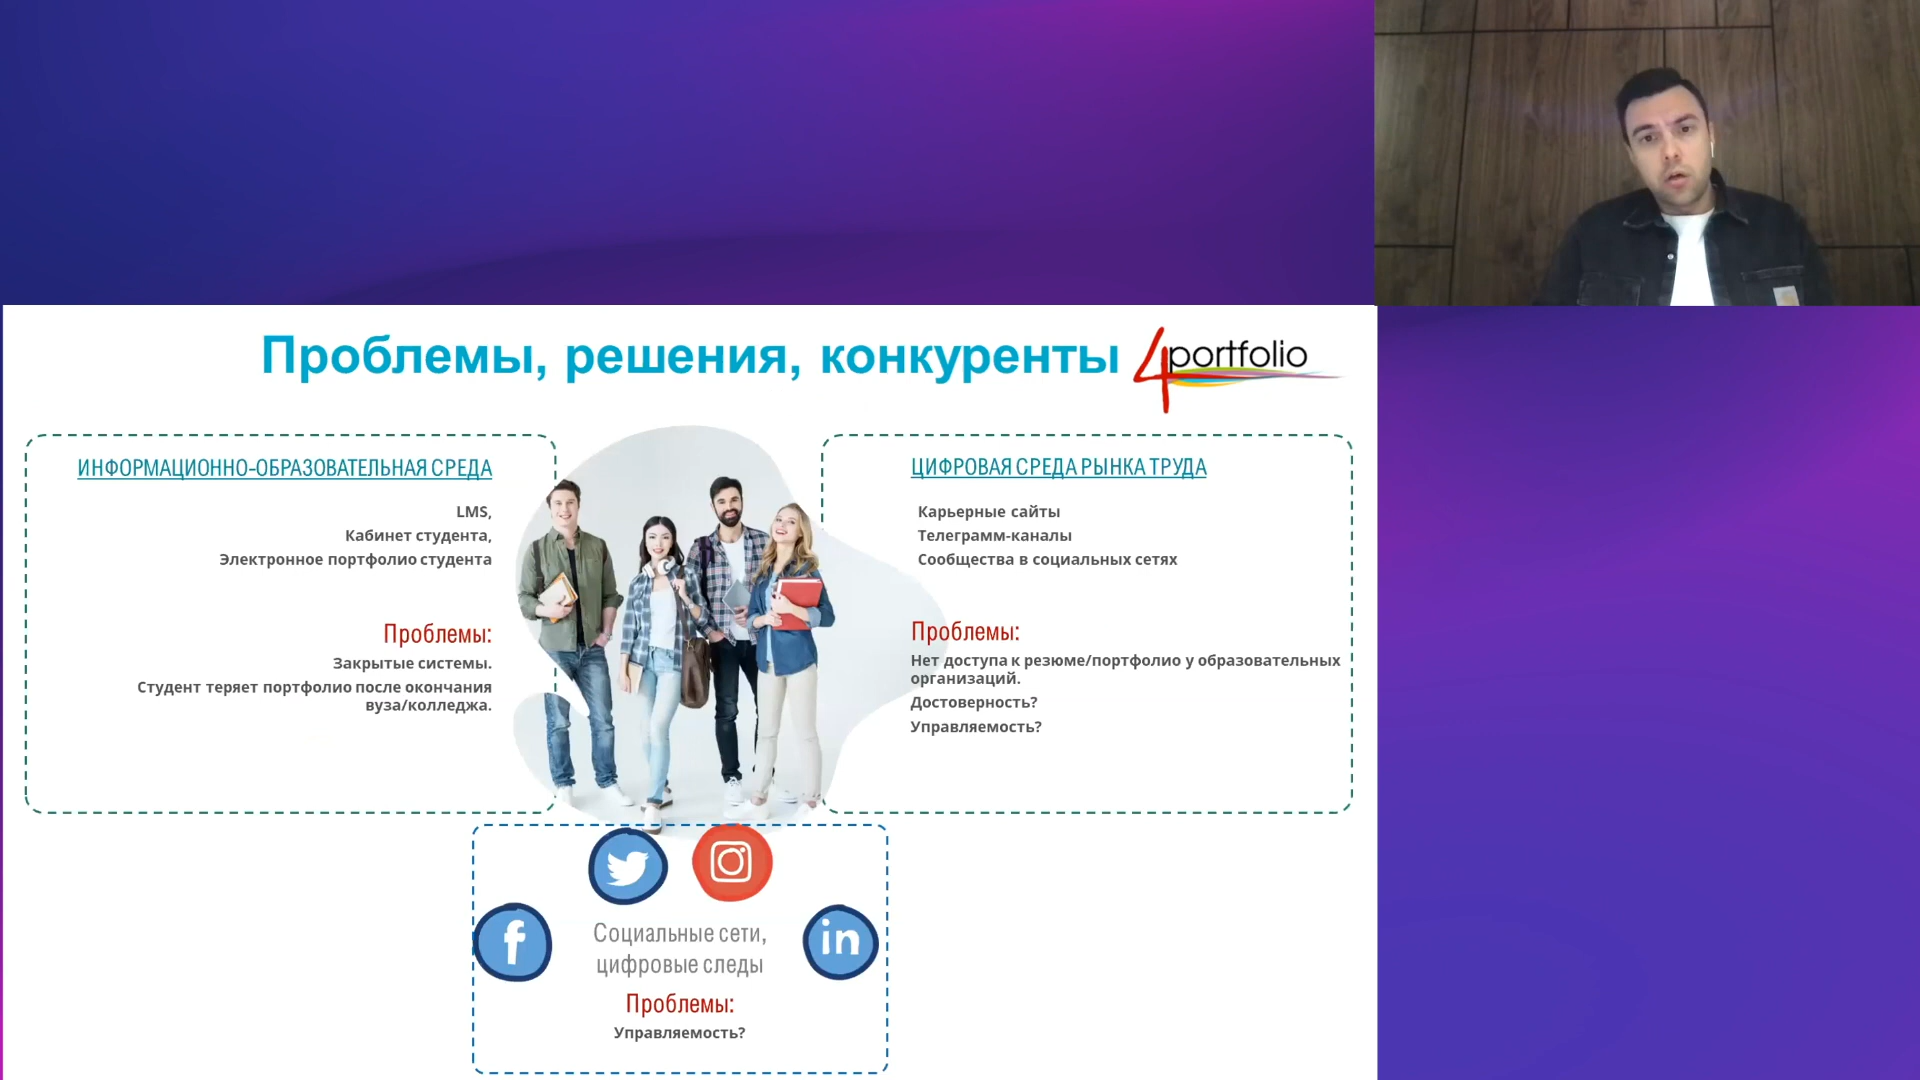 Проблемы, решения, конкуренты
4portfolio
ИНФОРМАЦИОННО-ОБРАЗОВАТЕЛЬНАЯ СРЕДА
LMS,
Кабинет студента,
Электронное портфолио студента
Проблемы:
Закрытые системы.
Студент теряет портфолио после окончания
вуза/колледжа.
ЦИФРОВАЯ СРЕДА РЫНКА ТРУДА
Карьерные сайты
Телеграмм-каналы
Сообщества в социальных сетях
Проблемы:
Нет доступа к резюме/портфолио у образовательных
организаций.
Достоверность?
Управляемость?
f
in
Социальные сети,
цифровые следы
Проблемы:
Управляемость?